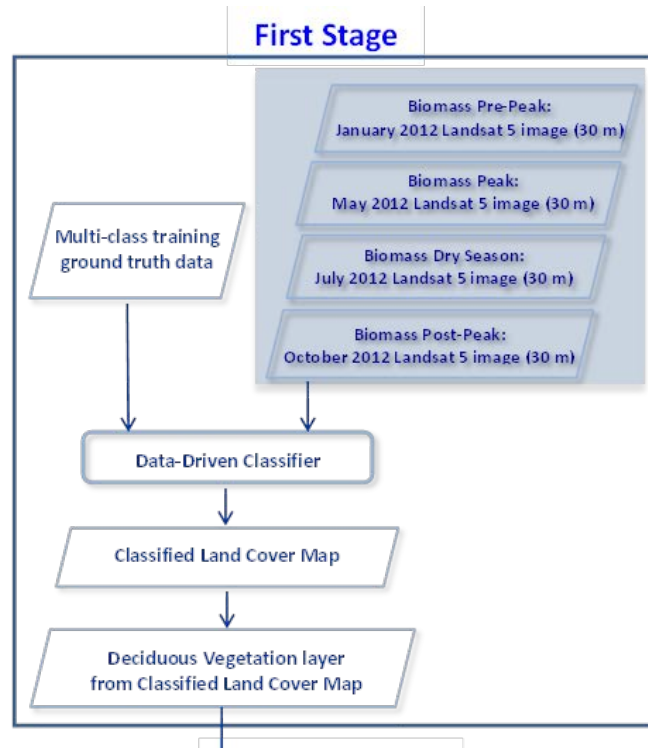 First Stage
Biomass Pre-Peak:
January 2012 Landsat 5 image (30 m)
Biomass Peak:
May 2012 Landsat 5 image (30 m)
Multi-class training
ground truth data
Biomass Dry Season:
July 2012 Landsat 5 image (30 m)
Biomass Post-Peak:
October 2012 Landsat 5 image (30 m)
Data-Driven Classifier
Classified Land Cover Map
Deciduous Vegetation layer
from Classified Land Cover Map